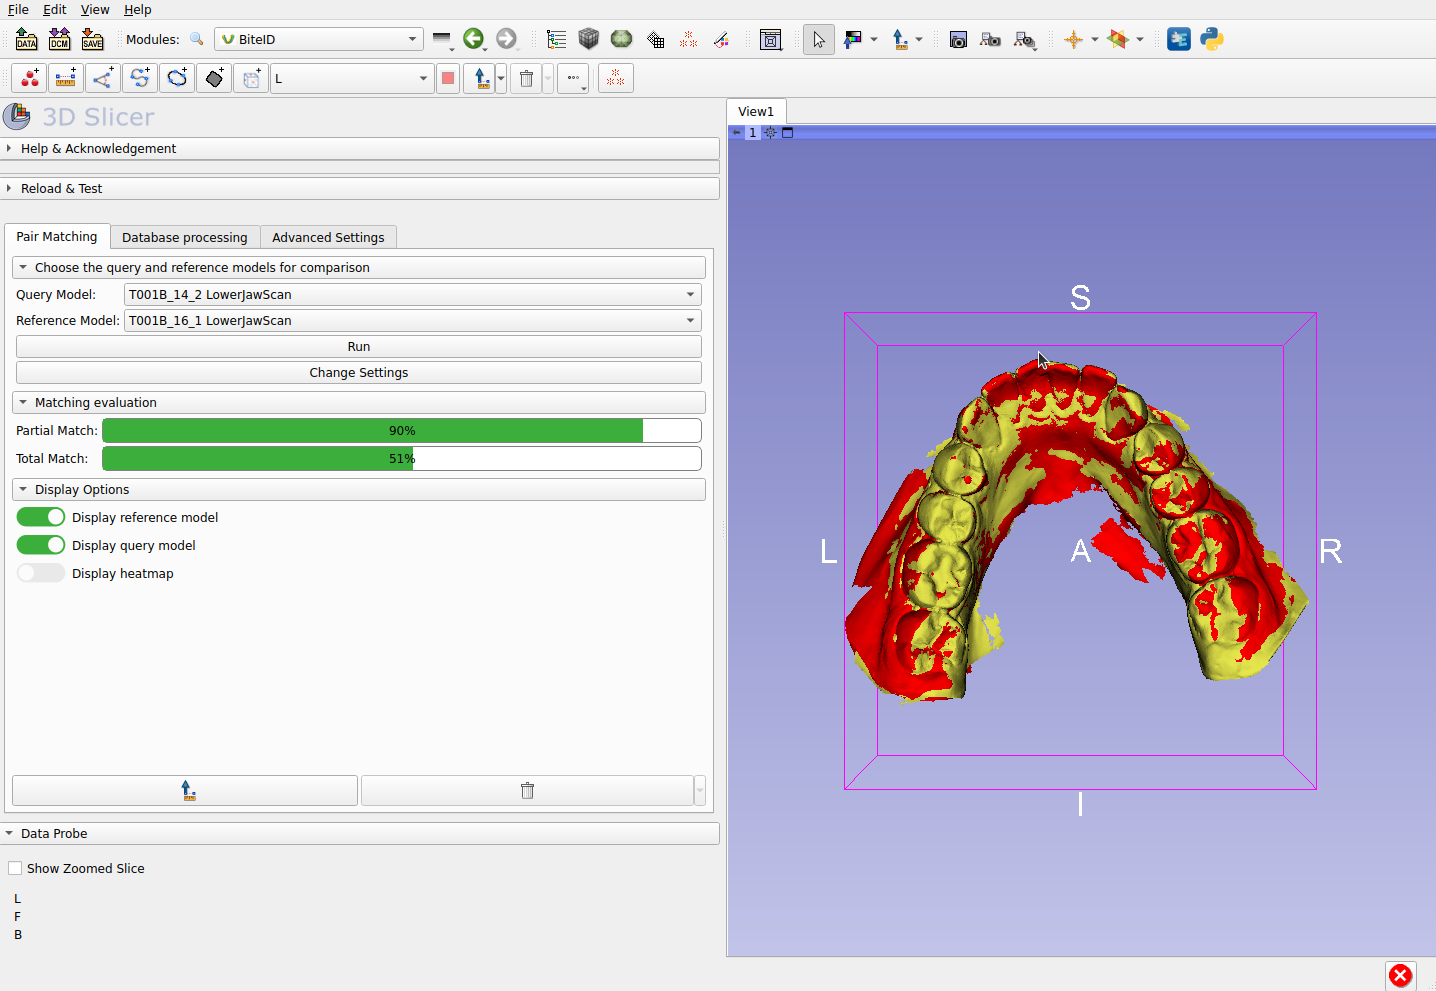 File Edit View Help
DATA DCM SAVE Modules: BiteID
L
3D Slicer
Help & Acknowledgement
Reload & Test
Pair Matching Database processing Advanced Settings
Choose the query and reference models for comparison
Query Model: T001B_14_2 LowerJawScan
Reference Model: T001B_16_1 LowerJawScan
Run
Change Settings
Matching evaluation
Partial Match: 90%
Total Match: 51%
Display Options
Display reference model
Display query model
Display heatmap
Data Probe
Show Zoomed Slice
L
F
B
View1
1
S
L A R
I